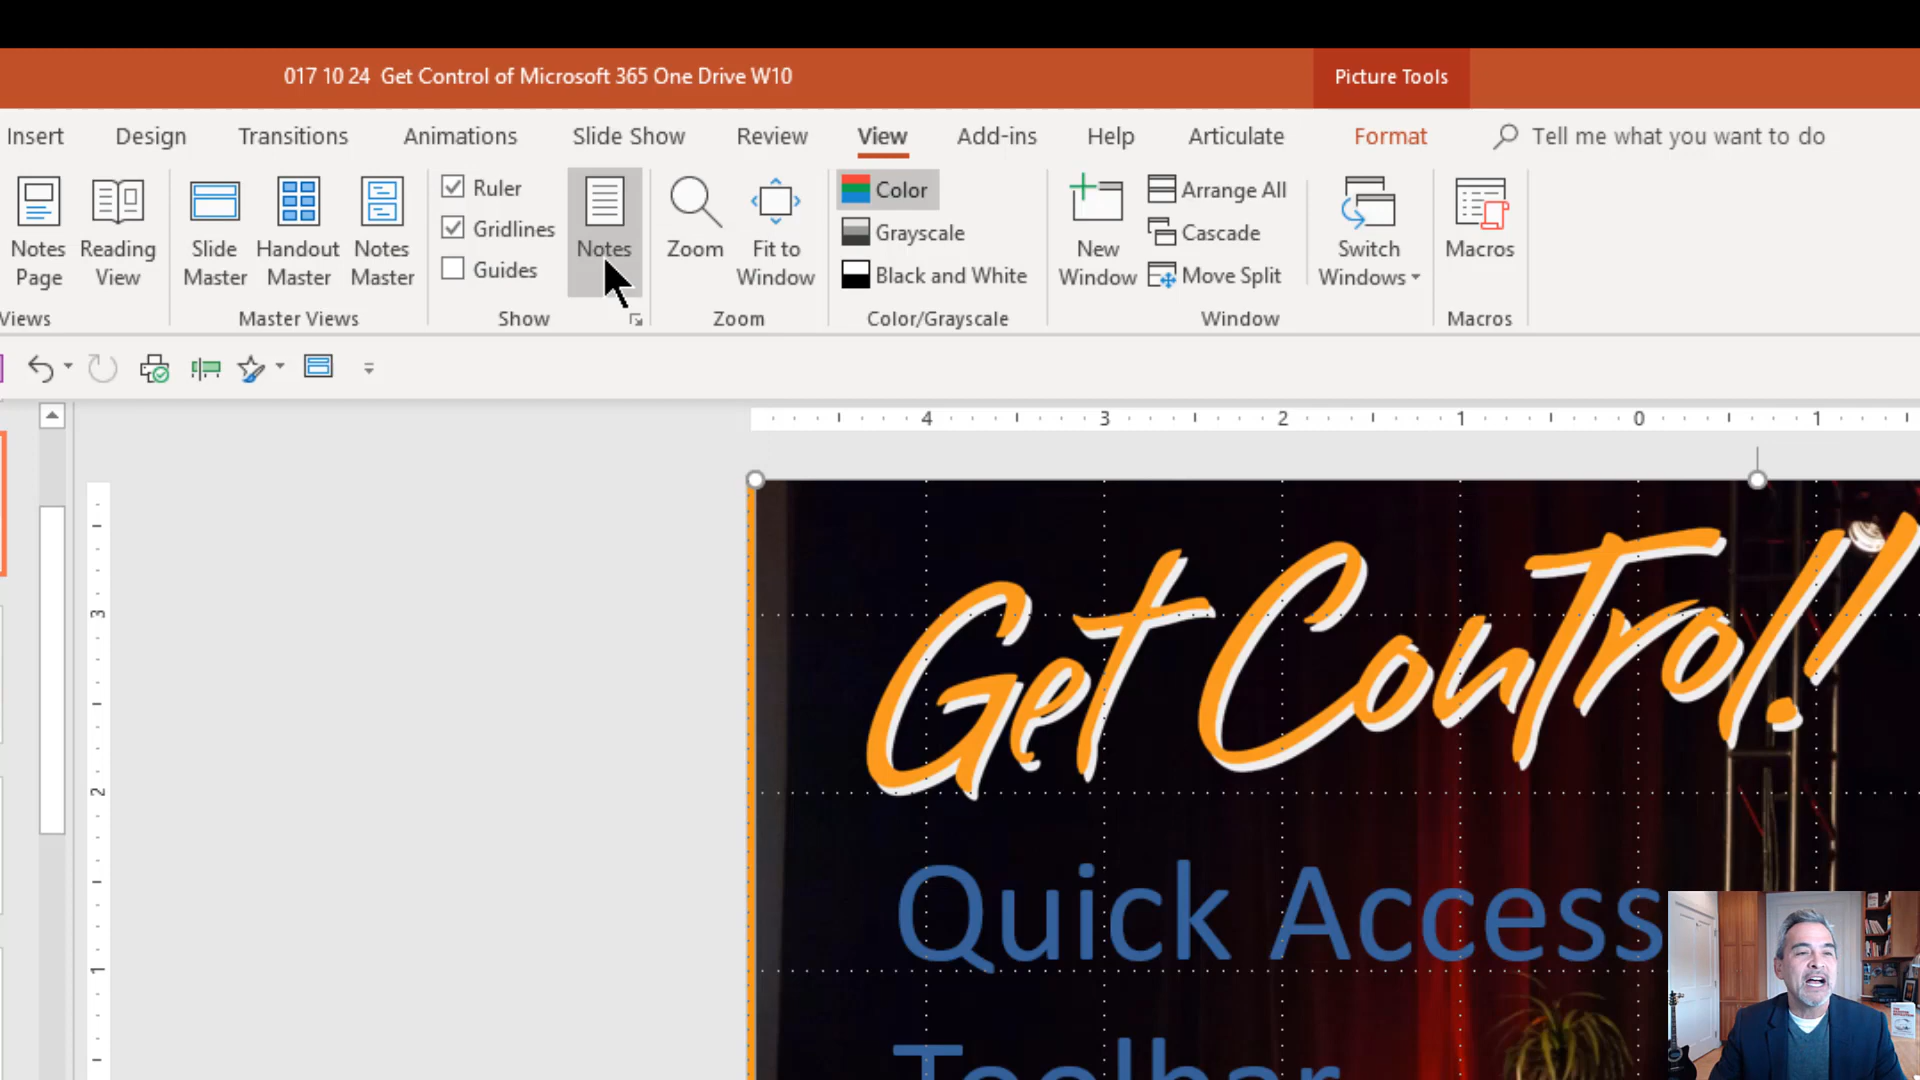 017 10 24  Get Control of Microsoft 365 One Drive W10
Picture Tools
Insert
Design
Transitions
Animations
Slide Show
Review
View
Add-ins
Help
Articulate
Format
Tell me what you want to do
Notes
Page
Reading
View
Slide
Master
Handout
Master
Notes
Master
Ruler
Gridlines
Guides
Notes
Zoom
Fit to
Window
Color
Grayscale
Black and White
New
Window
Arrange All
Cascade
Move Split
Switch
Windows
Macros
Views
Master Views
Show
Zoom
Color/Grayscale
Window
Macros
4 3 2 1 0 1
3
2
1
Get Control!
Quick Access
Toolbar